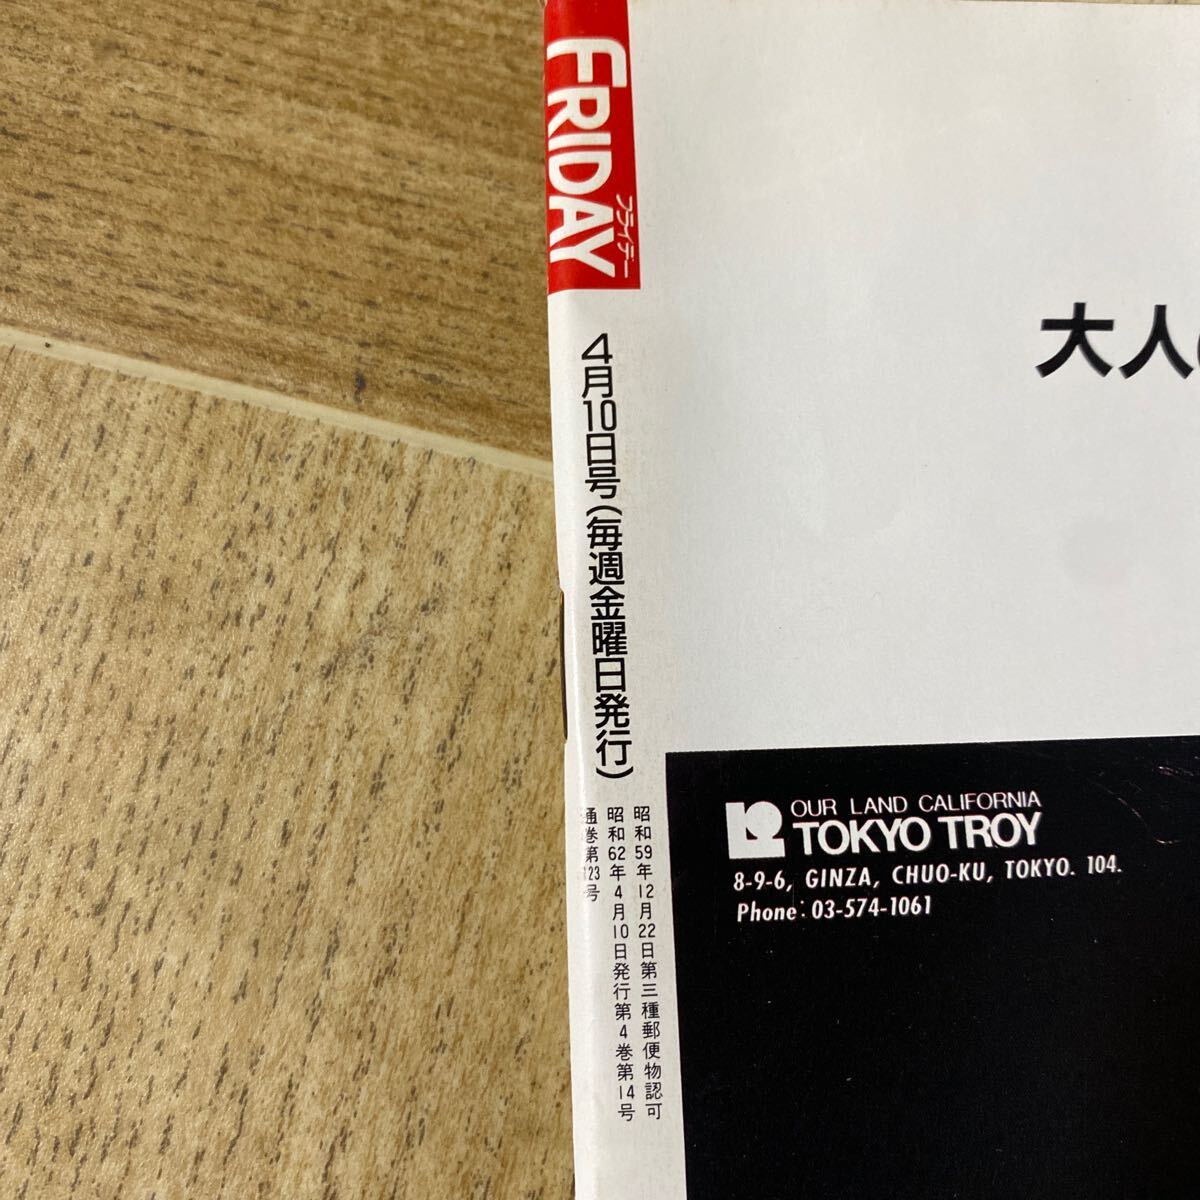 FRIDAY
フライデー
4月10日号(毎週金曜日発行)
昭和59年12月22日第三種郵便物認可
昭和62年4月10日発行第4巻第14号
通巻第123号
大人
OUR LAND CALIFORNIA
TOKYO TROY
8-9-6, GINZA, CHUO-KU, TOKYO. 104.
Phone: 03-574-1061